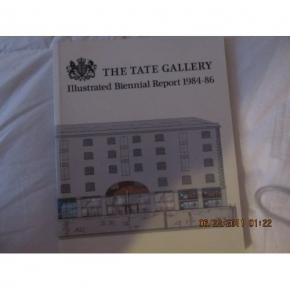 THE TATE GALLERY
Illustrated Biennial Report 1984-86